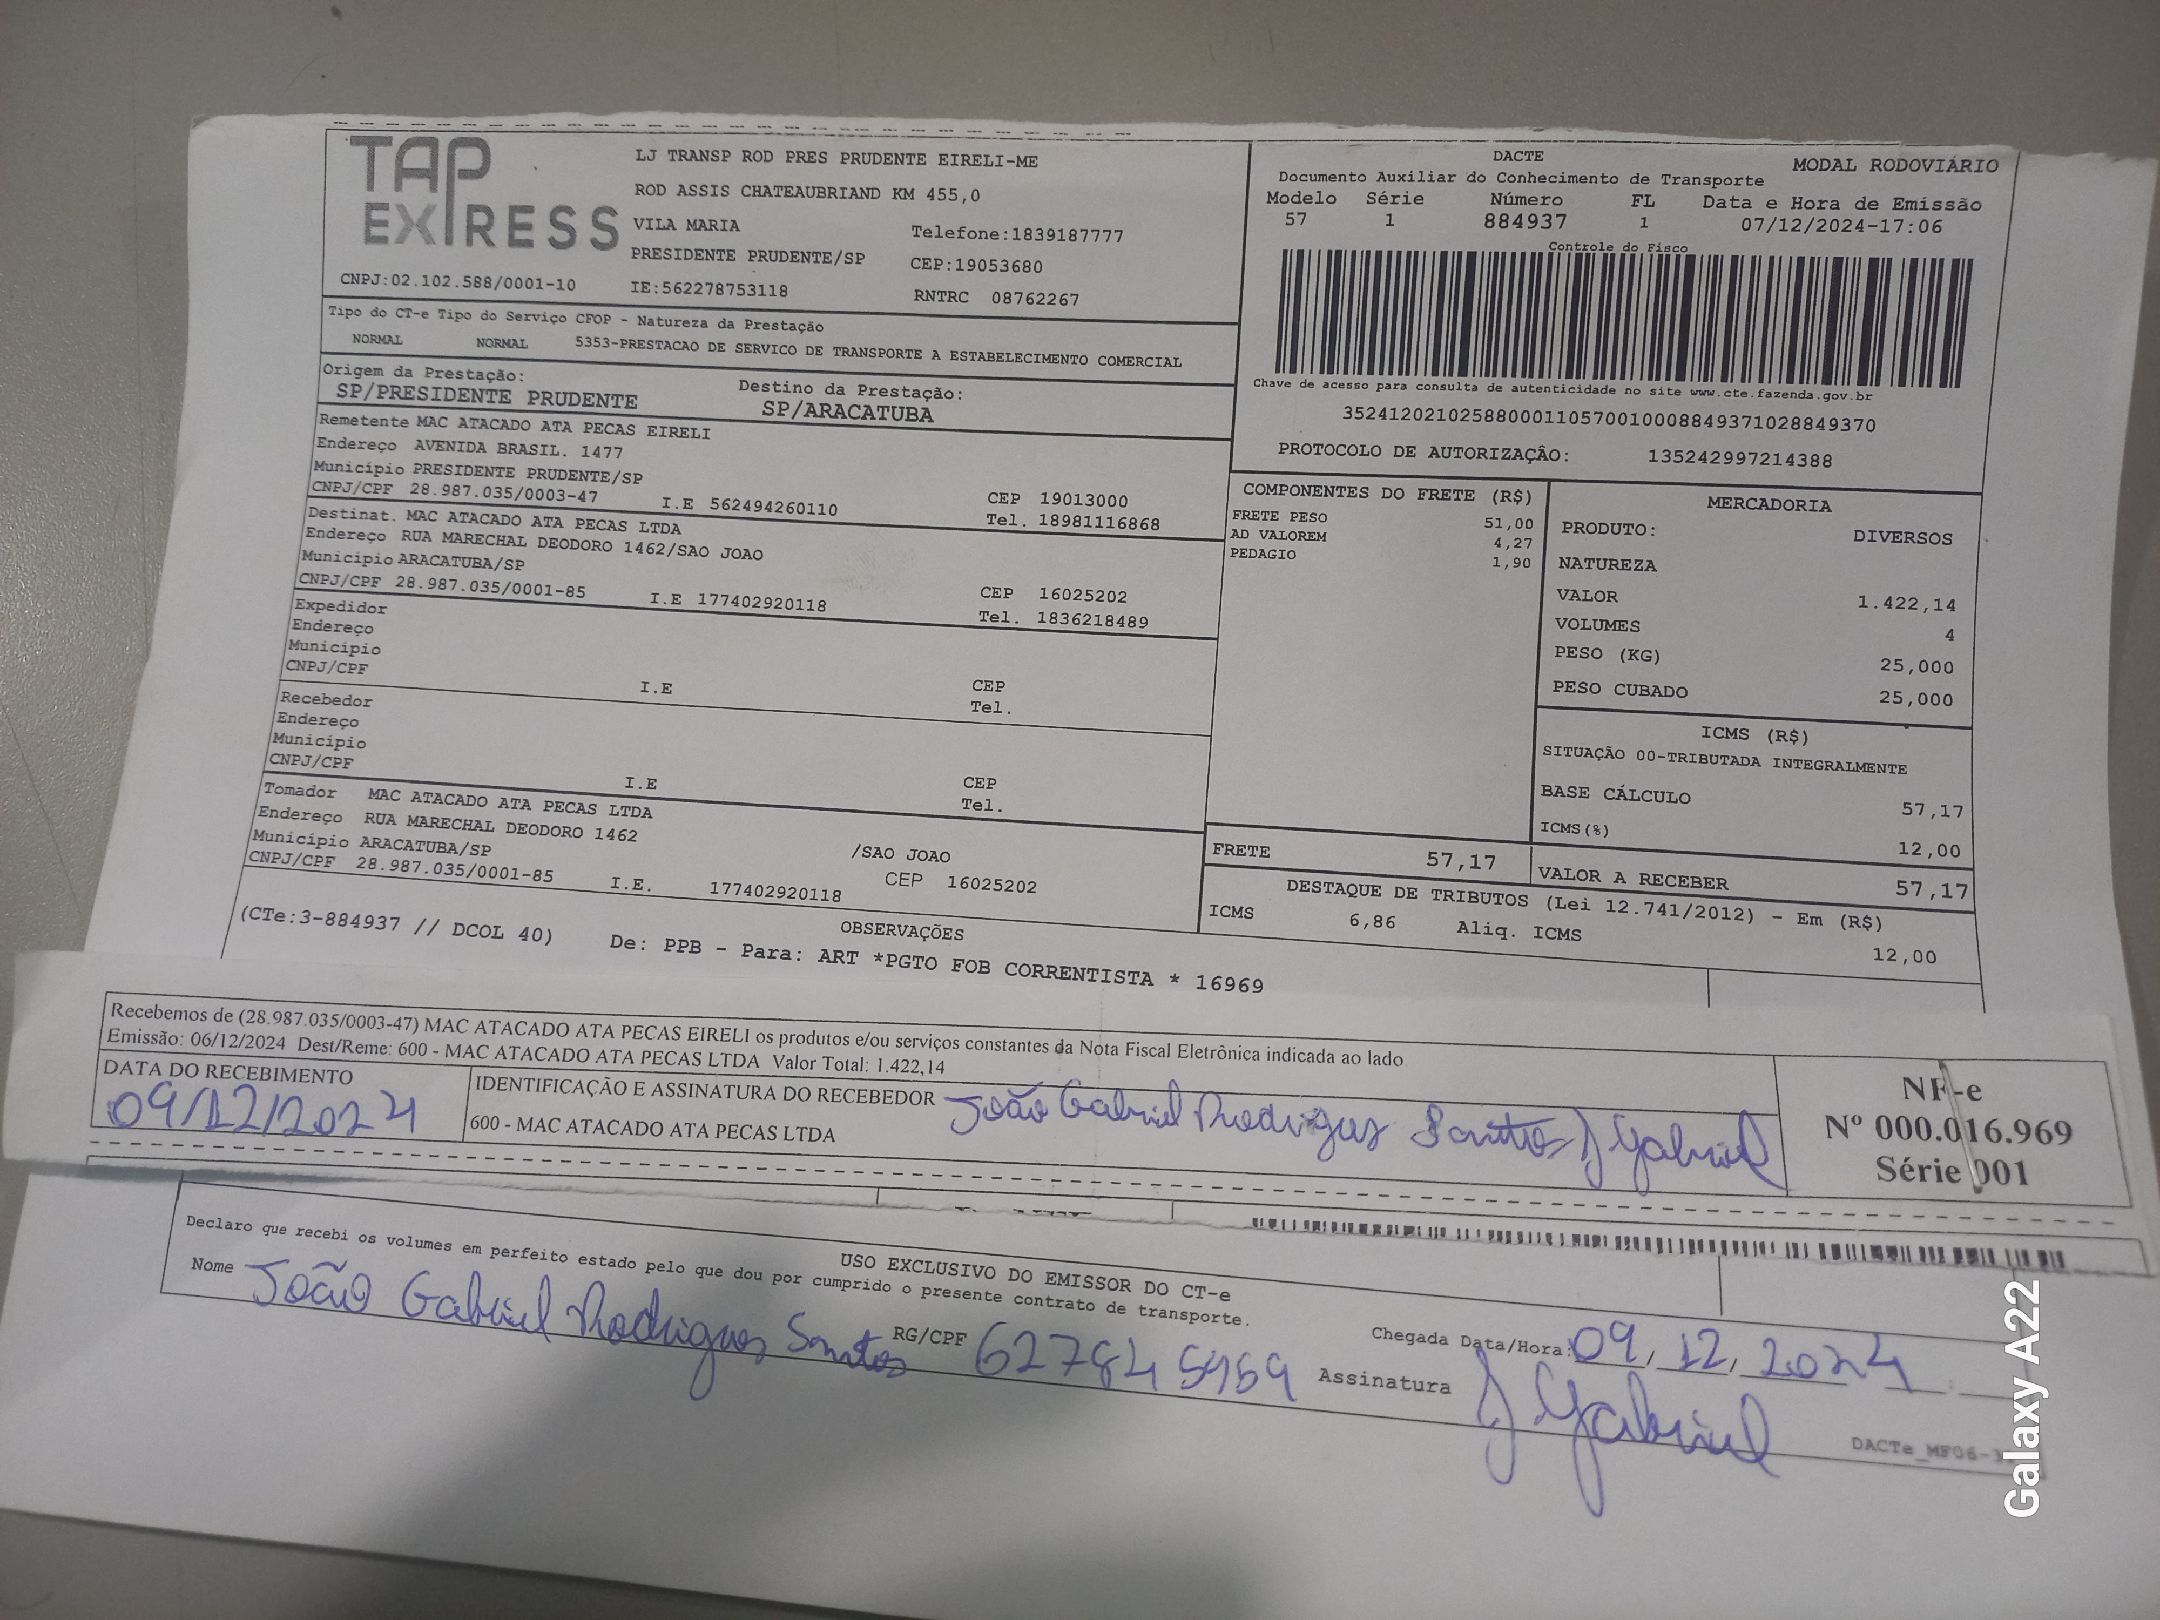 TAP
EXPRESS
LJ TRANSP ROD PRES PRUDENTE EIRELI-ME
ROD ASSIS CHATEAUBRIAND KM 455,0
VILA MARIA Telefone:1839187777
PRESIDENTE PRUDENTE/SP CEP:19053680
CNPJ:02.102.588/0001-10 IE:562278753118 RNTRC 08762267
DACTE MODAL RODOVIÁRIO
Documento Auxiliar do Conhecimento de Transporte
Modelo Série Número FL Data e Hora de Emissão
57 1 884937 1 07/12/2024-17:06
Controle do Fisco
Chave de acesso para consulta de autenticidade no site www.cte.fazenda.gov.br
35241202102588000110570010008849371028849370
PROTOCOLO DE AUTORIZAÇÂO: 135242997214388
Tipo do CT-e Tipo do Serviço CFOP - Natureza da Prestação
NORMAL NORMAL 5353-PRESTACAO DE SERVICO DE TRANSPORTE A ESTABELECIMENTO COMERCIAL
Origem da Prestação: Destino da Prestação:
SP/PRESIDENTE PRUDENTE SP/ARACATUBA
Remetente MAC ATACADO ATA PECAS EIRELI
Endereço AVENIDA BRASIL. 1477
Município PRESIDENTE PRUDENTE/SP CEP 19013000
CNPJ/CPF 28.987.035/0003-47 I.E 562494260110 Tel. 18981116868
Destinat. MAC ATACADO ATA PECAS LTDA
Endereço RUA MARECHAL DEODORO 1462/SAO JOAO
Município ARACATUBA/SP CEP 16025202
CNPJ/CPF 28.987.035/0001-85 I.E 177402920118 Tel. 1836218489
Expedidor
Endereço
Município CEP
CNPJ/CPF I.E Tel.
Recebedor
Endereço
Município CEP
CNPJ/CPF I.E Tel.
Tomador MAC ATACADO ATA PECAS LTDA
Endereço RUA MARECHAL DEODORO 1462 /SAO JOAO
Município ARACATUBA/SP CEP 16025202
CNPJ/CPF 28.987.035/0001-85 I.E. 177402920118
COMPONENTES DO FRETE (R$)
FRETE PESO 51,00
AD VALOREM 4,27
PEDAGIO 1,90
MERCADORIA
PRODUTO: DIVERSOS
NATUREZA
VALOR 1.422,14
VOLUMES 4
PESO (KG) 25,000
PESO CUBADO 25,000
ICMS (R$)
SITUAÇÃO 00-TRIBUTADA INTEGRALMENTE
BASE CÁLCULO 57,17
ICMS(%) 12,00
FRETE 57,17 VALOR A RECEBER 57,17
DESTAQUE DE TRIBUTOS (Lei 12.741/2012) - Em (R$)
ICMS 6,86 Aliq. ICMS 12,00
OBSERVAÇÕES
(CTe:3-884937 // DCOL 40) De: PPB - Para: ART *PGTO FOB CORRENTISTA * 16969
Recebemos de (28.987.035/0003-47) MAC ATACADO ATA PECAS EIRELI os produtos e/ou serviços constantes da Nota Fiscal Eletrônica indicada ao lado
Emissão: 06/12/2024 Dest/Reme: 600 - MAC ATACADO ATA PECAS LTDA Valor Total: 1.422,14
DATA DO RECEBIMENTO IDENTIFICAÇÃO E ASSINATURA DO RECEBEDOR
09/12/2024 600 - MAC ATACADO ATA PECAS LTDA João Gabriel Rodrigues Santos J Gabriel
NF-e
Nº 000.016.969
Série 001
USO EXCLUSIVO DO EMISSOR DO CT-e
Declaro que recebi os volumes em perfeito estado pelo que dou por cumprido o presente contrato de transporte.
Chegada Data/Hora: 09, 12, 2024
Nome João Gabriel Rodrigues Santos RG/CPF 627845969 Assinatura J Gabriel
Galaxy A22